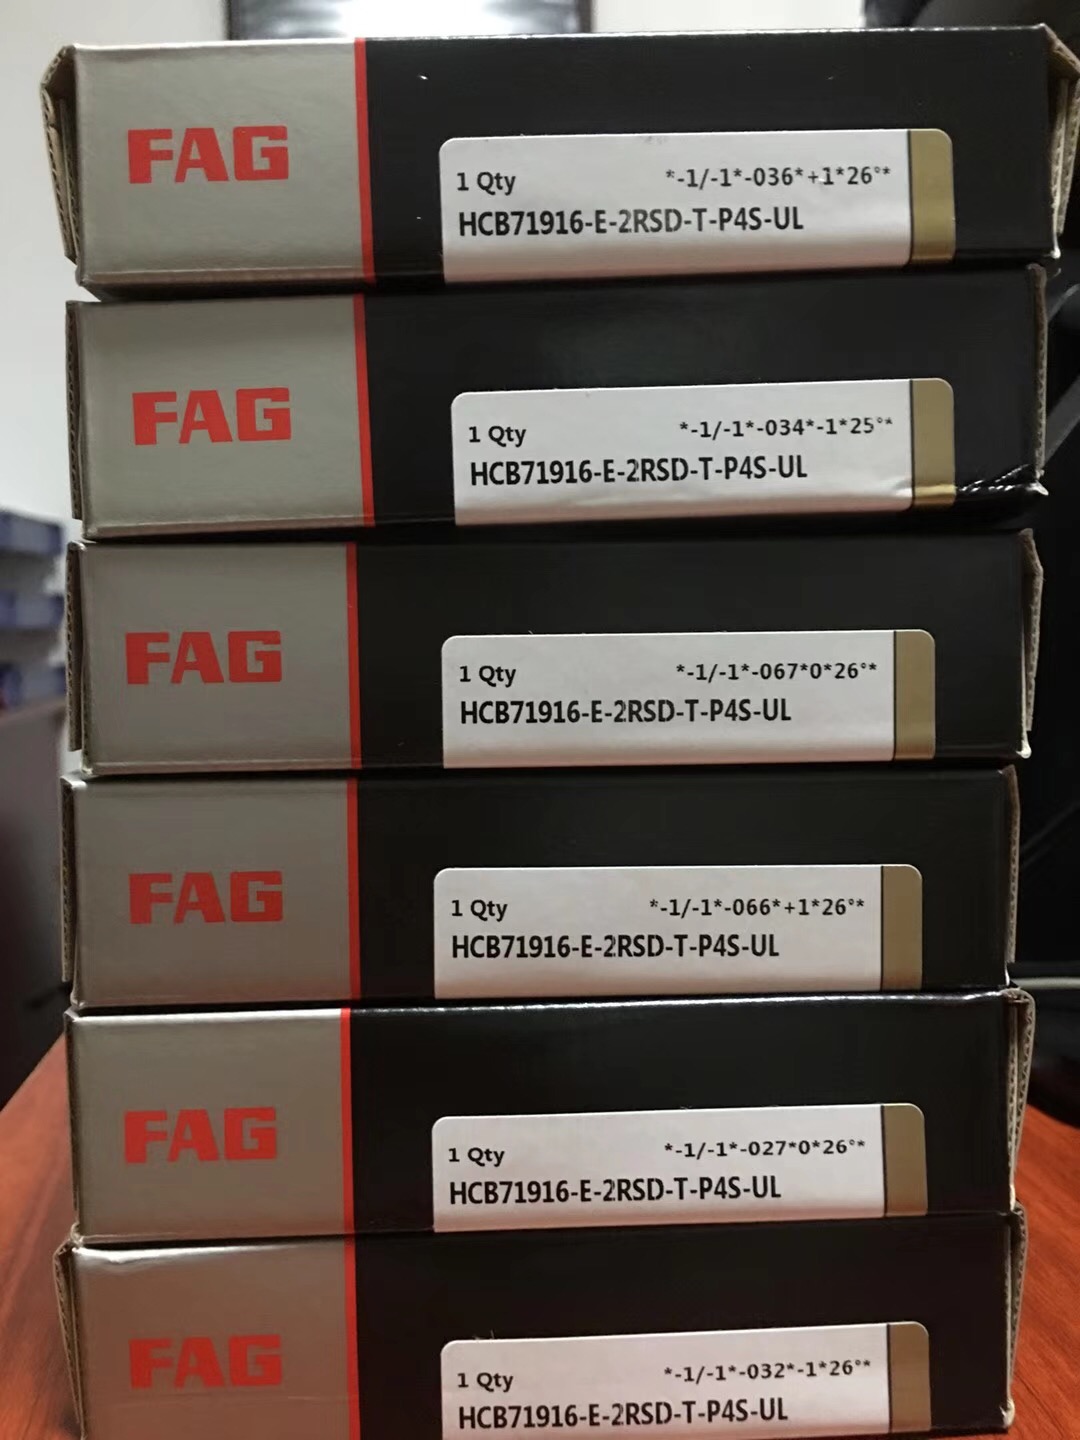 FAG
1 Qty *-1/-1*-036*+1*26°*
HCB71916-E-2RSD-T-P4S-UL
FAG
1 Qty *-1/-1*-034*-1*25°*
HCB71916-E-2RSD-T-P4S-UL
FAG
1 Qty *-1/-1*-067*0*26°*
HCB71916-E-2RSD-T-P4S-UL
FAG
1 Qty *-1/-1*-066*+1*26°*
HCB71916-E-2RSD-T-P4S-UL
FAG
1 Qty *-1/-1*-027*0*26°*
HCB71916-E-2RSD-T-P4S-UL
FAG
1 Qty *-1/-1*-032*-1*26°*
HCB71916-E-2RSD-T-P4S-UL